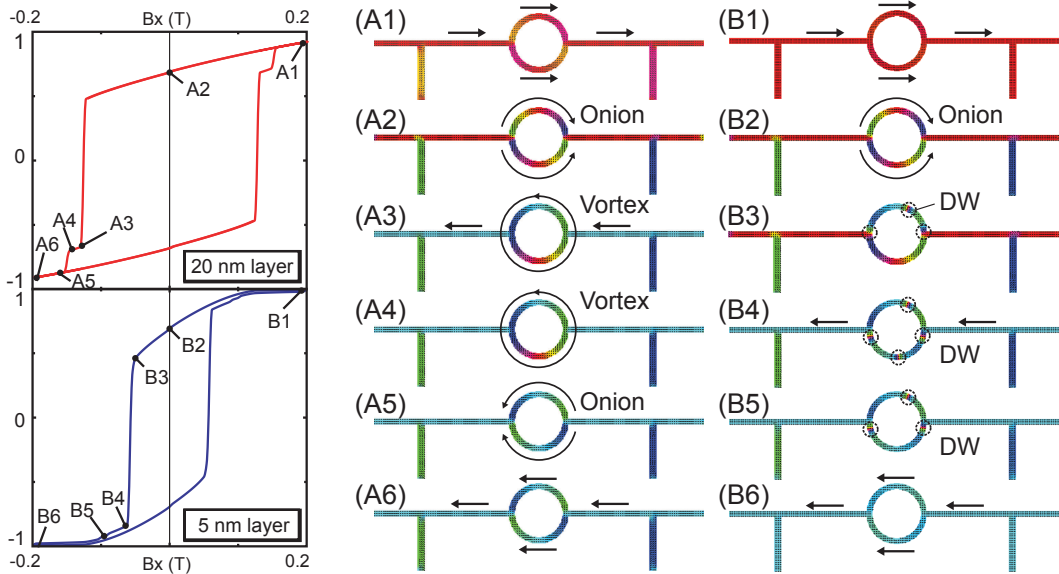 -0.2 Bx (T) 0.2
1
A1
A2
0
A4
A3
A6
A5
20 nm layer
-1
1
B1
B2
B3
0
B6
B5
B4
5 nm layer
-1
-0.2 Bx (T) 0.2
(A1)
(A2) Onion
(A3) Vortex
(A4) Vortex
(A5) Onion
(A6)
(B1)
(B2) Onion
(B3) DW
(B4) DW
(B5) DW
(B6)